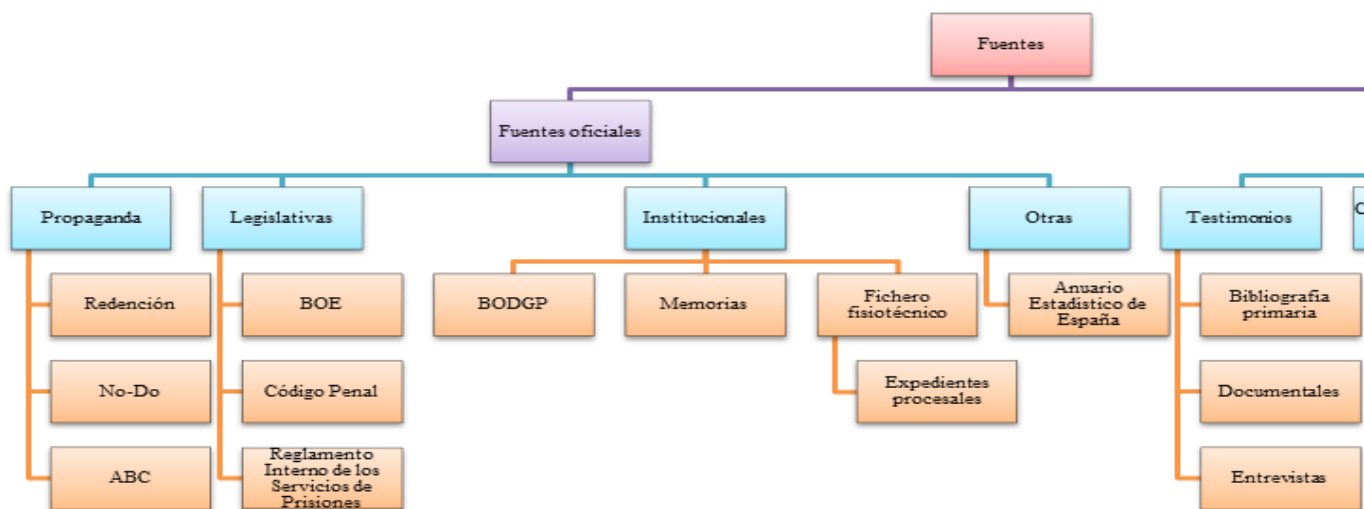 Fuentes
Fuentes oficiales
Propaganda
Legislativas
Institucionales
Otras
Testimonios
Redención
BOE
BODGP
Memorias
Fichero
fisiotécnico
Anuario
Estadístico de
España
Bibliografía
primaria
No-Do
Código Penal
Expedientes
procesales
Documentales
ABC
Reglamento
Interno de los
Servicios de
Prisiones
Entrevistas